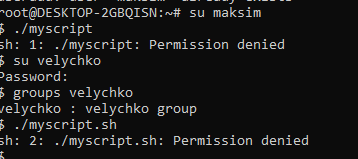 root@DESKTOP-2GBQISN:~# su maksim
$ ./myscript
sh: 1: ./myscript: Permission denied
$ su velychko
Password:
$ groups velychko
velychko : velychko group
$ ./myscript.sh
sh: 2: ./myscript.sh: Permission denied
$